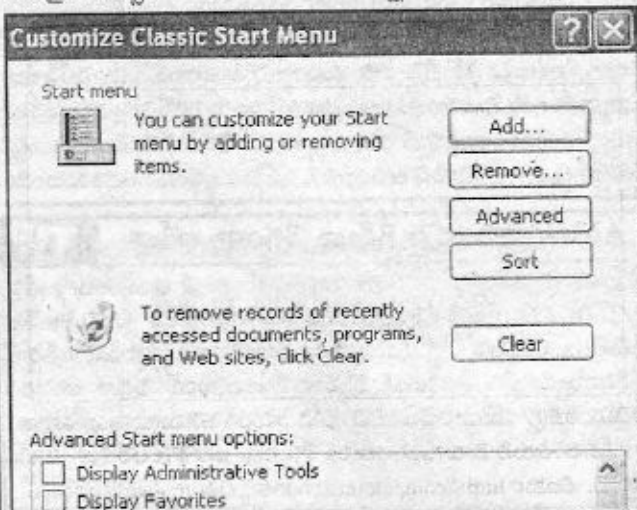 Customize Classic Start Menu
Start menu
You can customize your Start
menu by adding or removing
items.
Add...
Remove...
Advanced
Sort
To remove records of recently
accessed documents, programs,
and Web sites, click Clear.
Clear
Advanced Start menu options:
Display Administrative Tools
Display Favorites